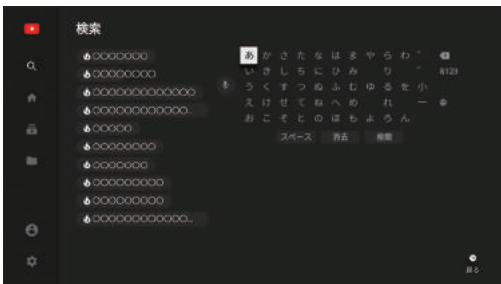 検索
○○○○○○○
○○○○○○○○
○○○○○○○○○○○○○
○○○○○○○○○○○○..
○○○○○
○○○○○○○○
○○○○○○○
○○○○○○○○○
○○○○○○○○○
○○○○○○○○○○○○..
あ か さ た な は ま や ら わ ゛
い き し ち に ひ み り ゜ &123
う く す つ ぬ ふ む ゆ る を 小
え け せ て ね へ め れ ー
お こ そ と の ほ も よ ろ ん
スペース 消去 検索
戻る